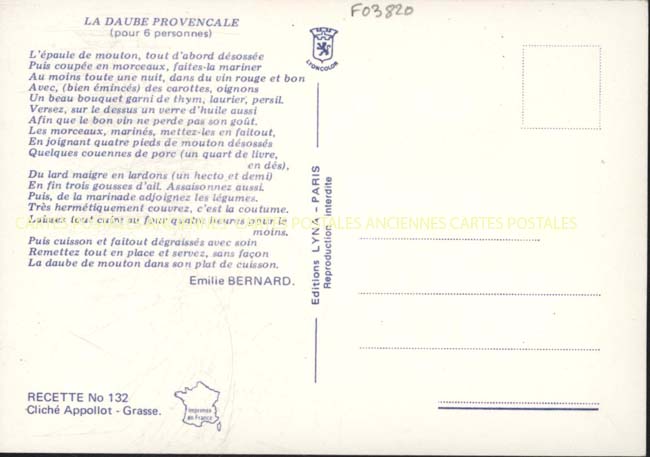 F03820
LA DAUBE PROVENCALE
(pour 6 personnes)
L'épaule de mouton, tout d'abord désossée
Puis coupée en morceaux, faites-la mariner
Au moins toute une nuit, dans du vin rouge et bon
Avec, (bien émincés) des carottes, oignons
Un beau bouquet garni de thym, laurier, persil.
Versez, sur le dessus un verre d'huile aussi
Afin que le bon vin ne perde pas son goût.
Les morceaux, marinés, mettez-les en faitout,
En joignant quatre pieds de mouton désossés
Quelques couennes de porc (un quart de livre,
en dés),
Du lard maigre en lardons (un hecto et demi)
En fin trois gousses d'ail. Assaisonnez aussi.
Puis, de la marinade adjoignez les légumes.
Très hermétiquement couvrez, c'est la coutume.
Laissez tout cuire au four quatre heures pour le
moins.
Puis cuisson et faitout dégraissés avec soin
Remettez tout en place et servez, sans façon
La daube de mouton dans son plat de cuisson.
Emilie BERNARD.
RECETTE No 132
Cliché Appollot - Grasse.
Imprimée
en France
LYONCOLOR
Editions LYNA - PARIS
Reproduction interdite
CARTES POSTALES ANCIENNES CARTES POSTALES ANCIENNES CARTES POSTALES